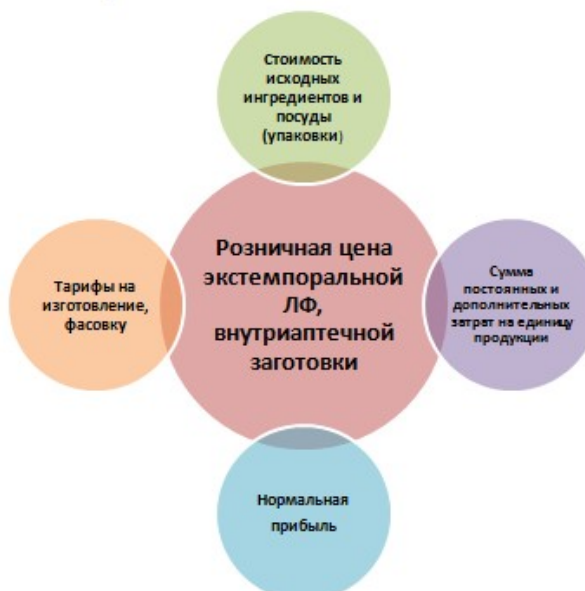 Стоимость
исходных
ингредиентов и
посуды
(упаковки)
Розничная цена
экстемпоральной
ЛФ,
внутриаптечной
заготовки
Тарифы на
изготовление,
фасовку
Сумма
постоянных и
дополнительных
затрат на единицу
продукции
Нормальная
прибыль